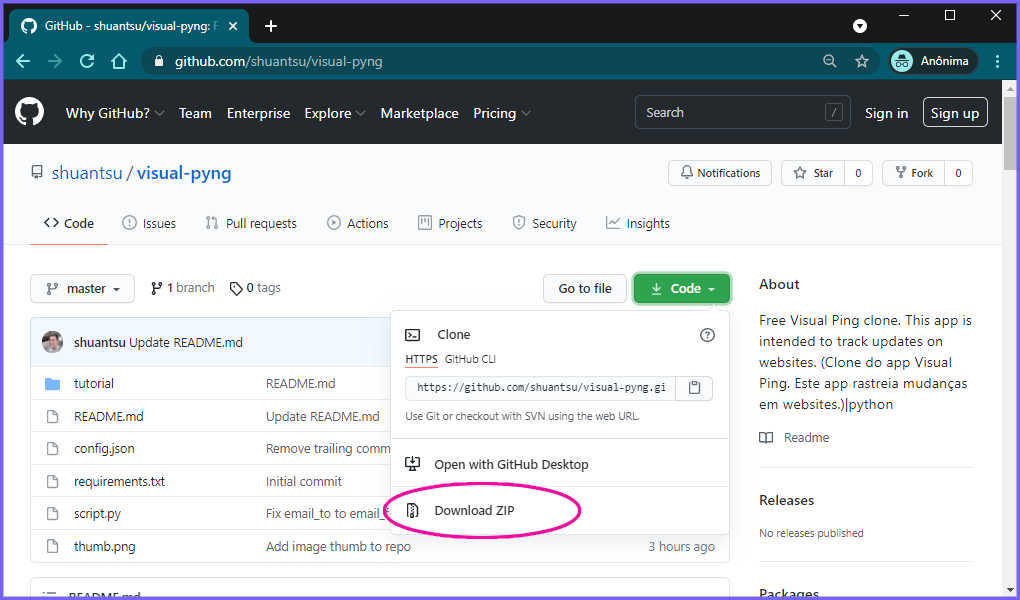 GitHub - shuantsu/visual-pyng: F
github.com/shuantsu/visual-pyng
Anônima
Why GitHub? Team Enterprise Explore Marketplace Pricing
Search /
Sign in Sign up
shuantsu / visual-pyng
Notifications Star 0 Fork 0
Code Issues Pull requests Actions Projects Security Insights
master 1 branch 0 tags
Go to file Code
shuantsu Update README.md
tutorial README.md
README.md Update README.md
config.json Remove trailing comm
requirements.txt Initial commit
script.py Fix email_to to email_
thumb.png Add image thumb to repo 3 hours ago
README.md
Clone
HTTPS GitHub CLI
https://github.com/shuantsu/visual-pyng.gi
Use Git or checkout with SVN using the web URL.
Open with GitHub Desktop
Download ZIP
About
Free Visual Ping clone. This app is
intended to track updates on
websites. (Clone do app Visual
Ping. Este app rastreia mudanças
em websites.)|python
Readme
Releases
No releases published
Packages